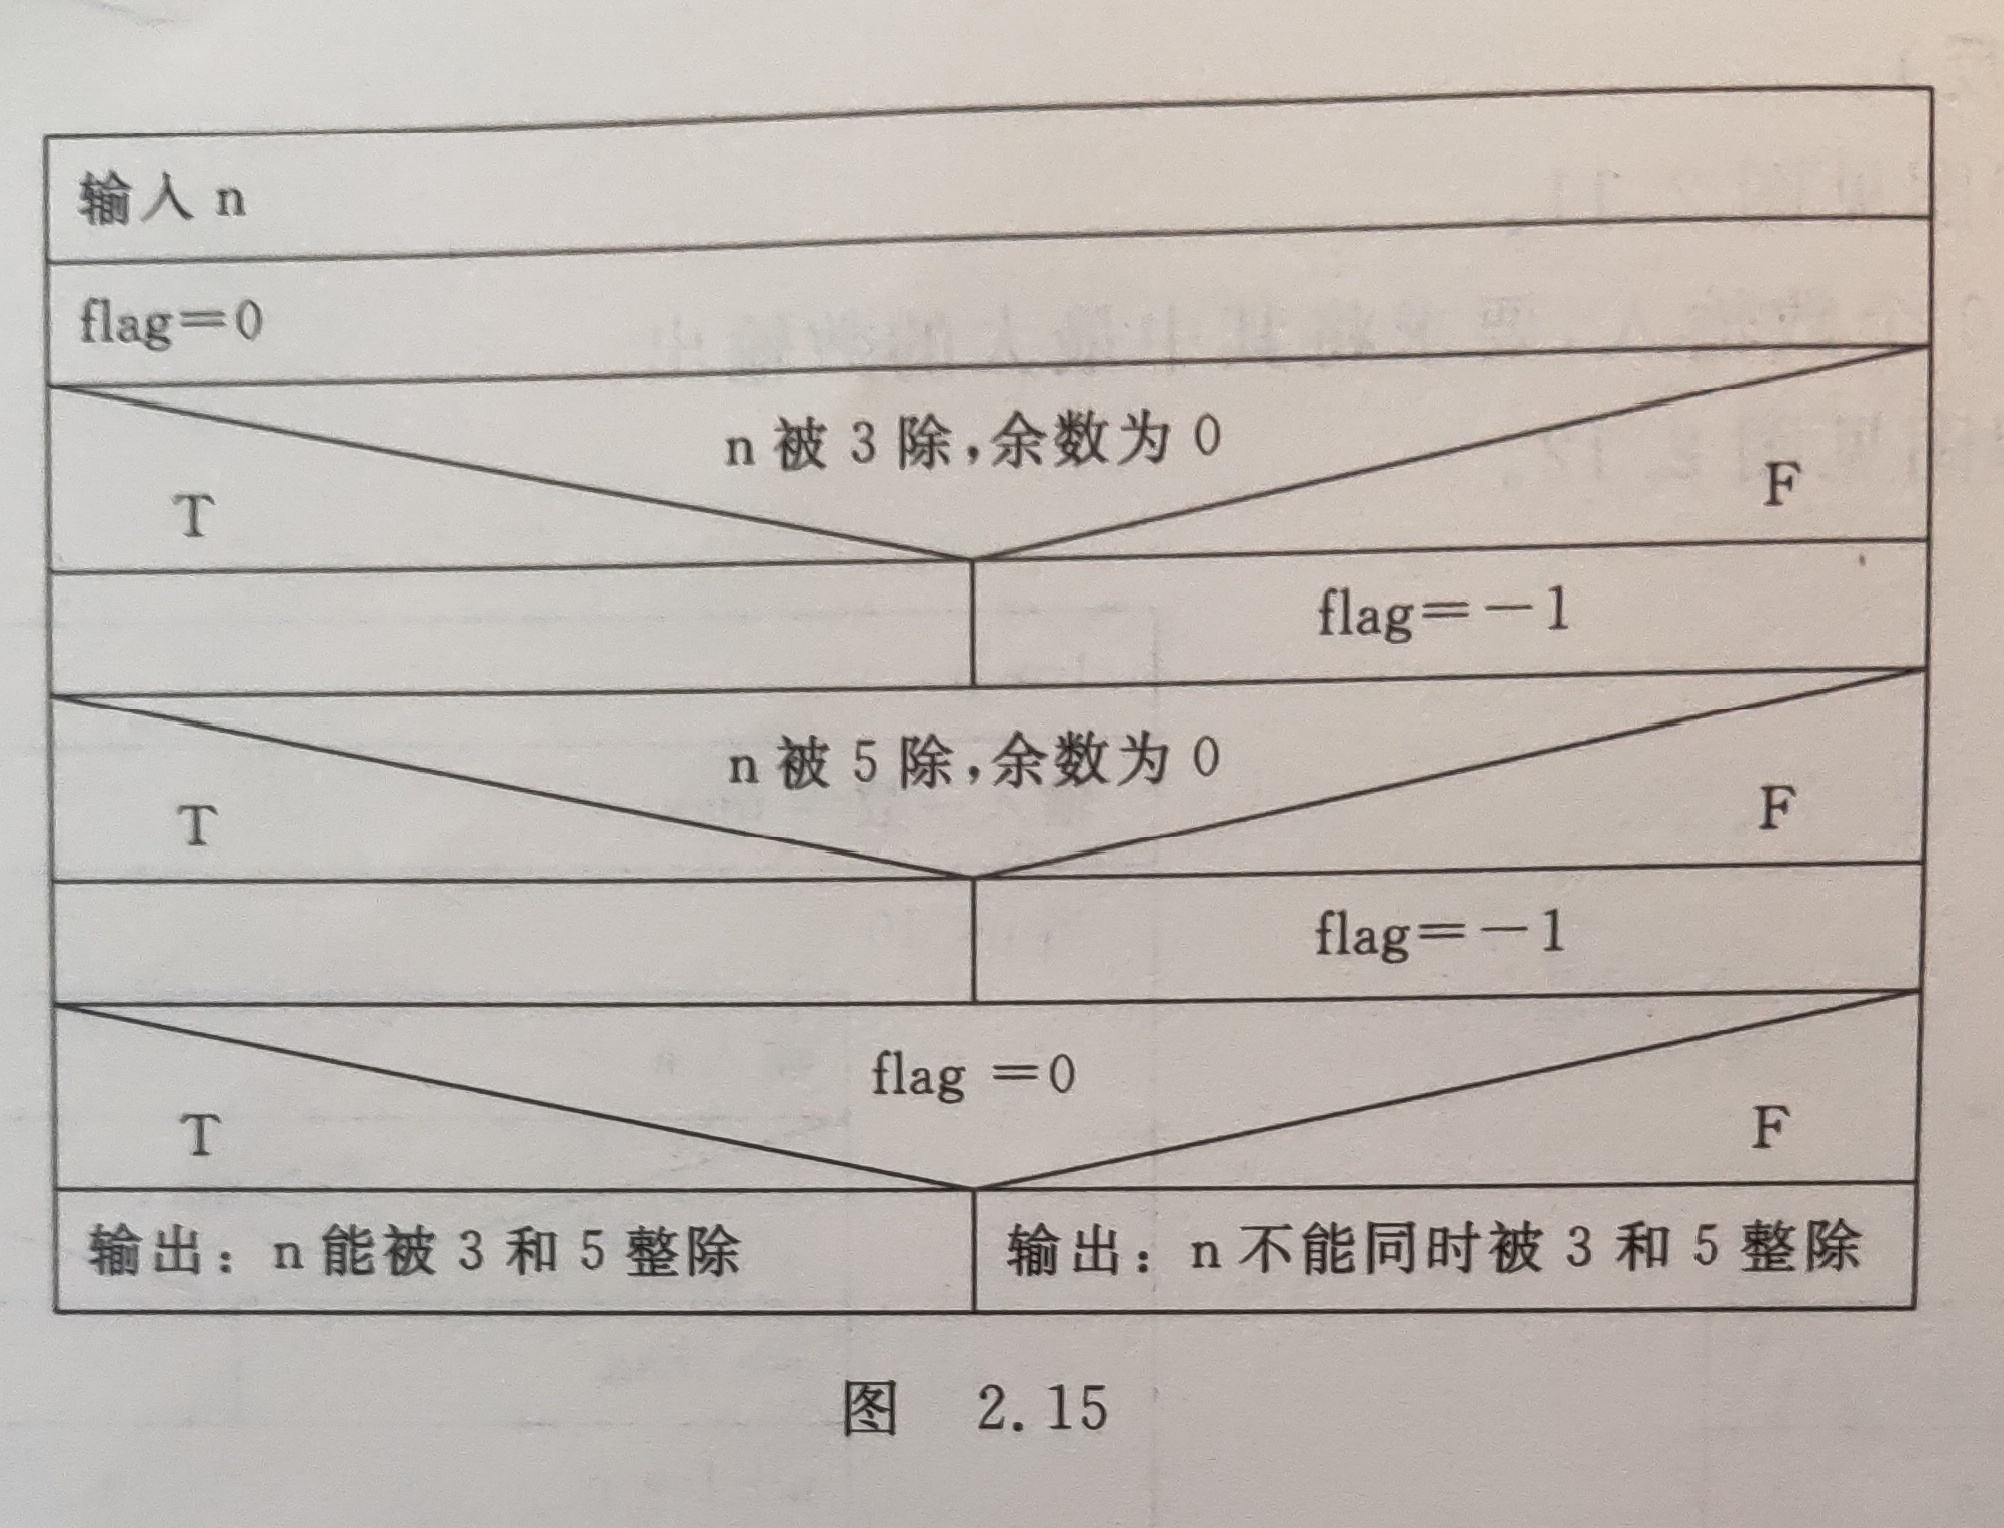 输入 n
flag=0
n 被 3 除,余数为 0
T
F
flag=-1
n 被 5 除,余数为 0
T
F
flag=-1
flag =0
T
F
输出: n 能被 3 和 5 整除
输出: n 不能同时被 3 和 5 整除
图 2.15